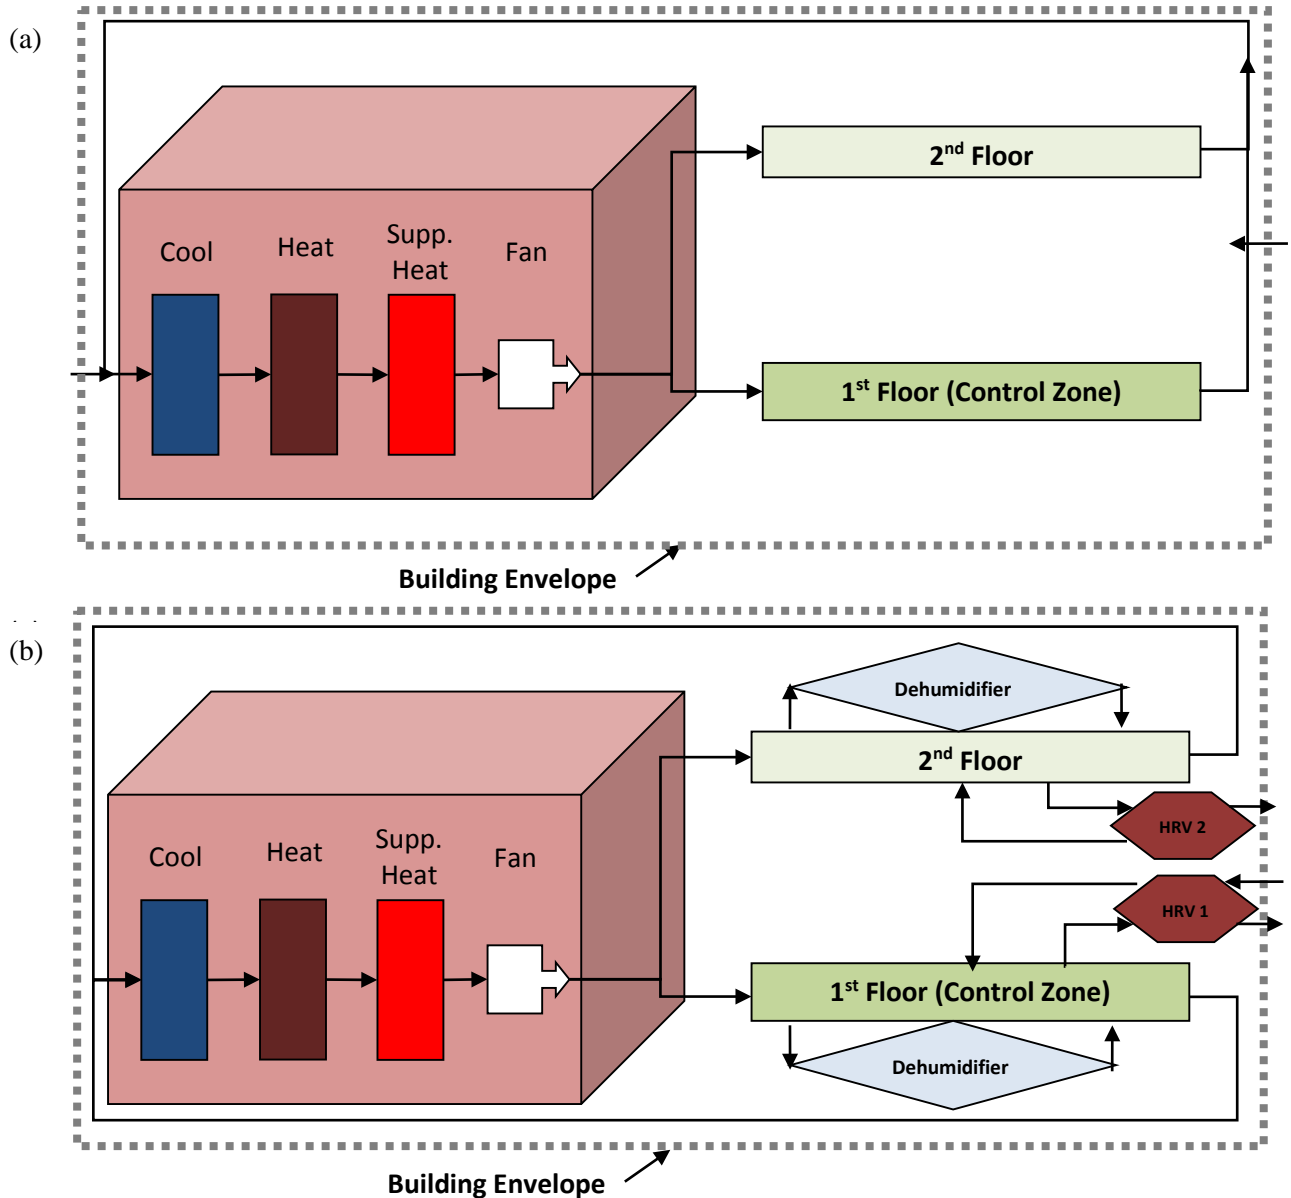 (a)
2nd Floor
Cool
Heat
Supp.
Heat
Fan
1st Floor (Control Zone)
Building Envelope
(b)
Dehumidifier
2nd Floor
HRV 2
Cool
Heat
Supp.
Heat
Fan
HRV 1
1st Floor (Control Zone)
Dehumidifier
Building Envelope